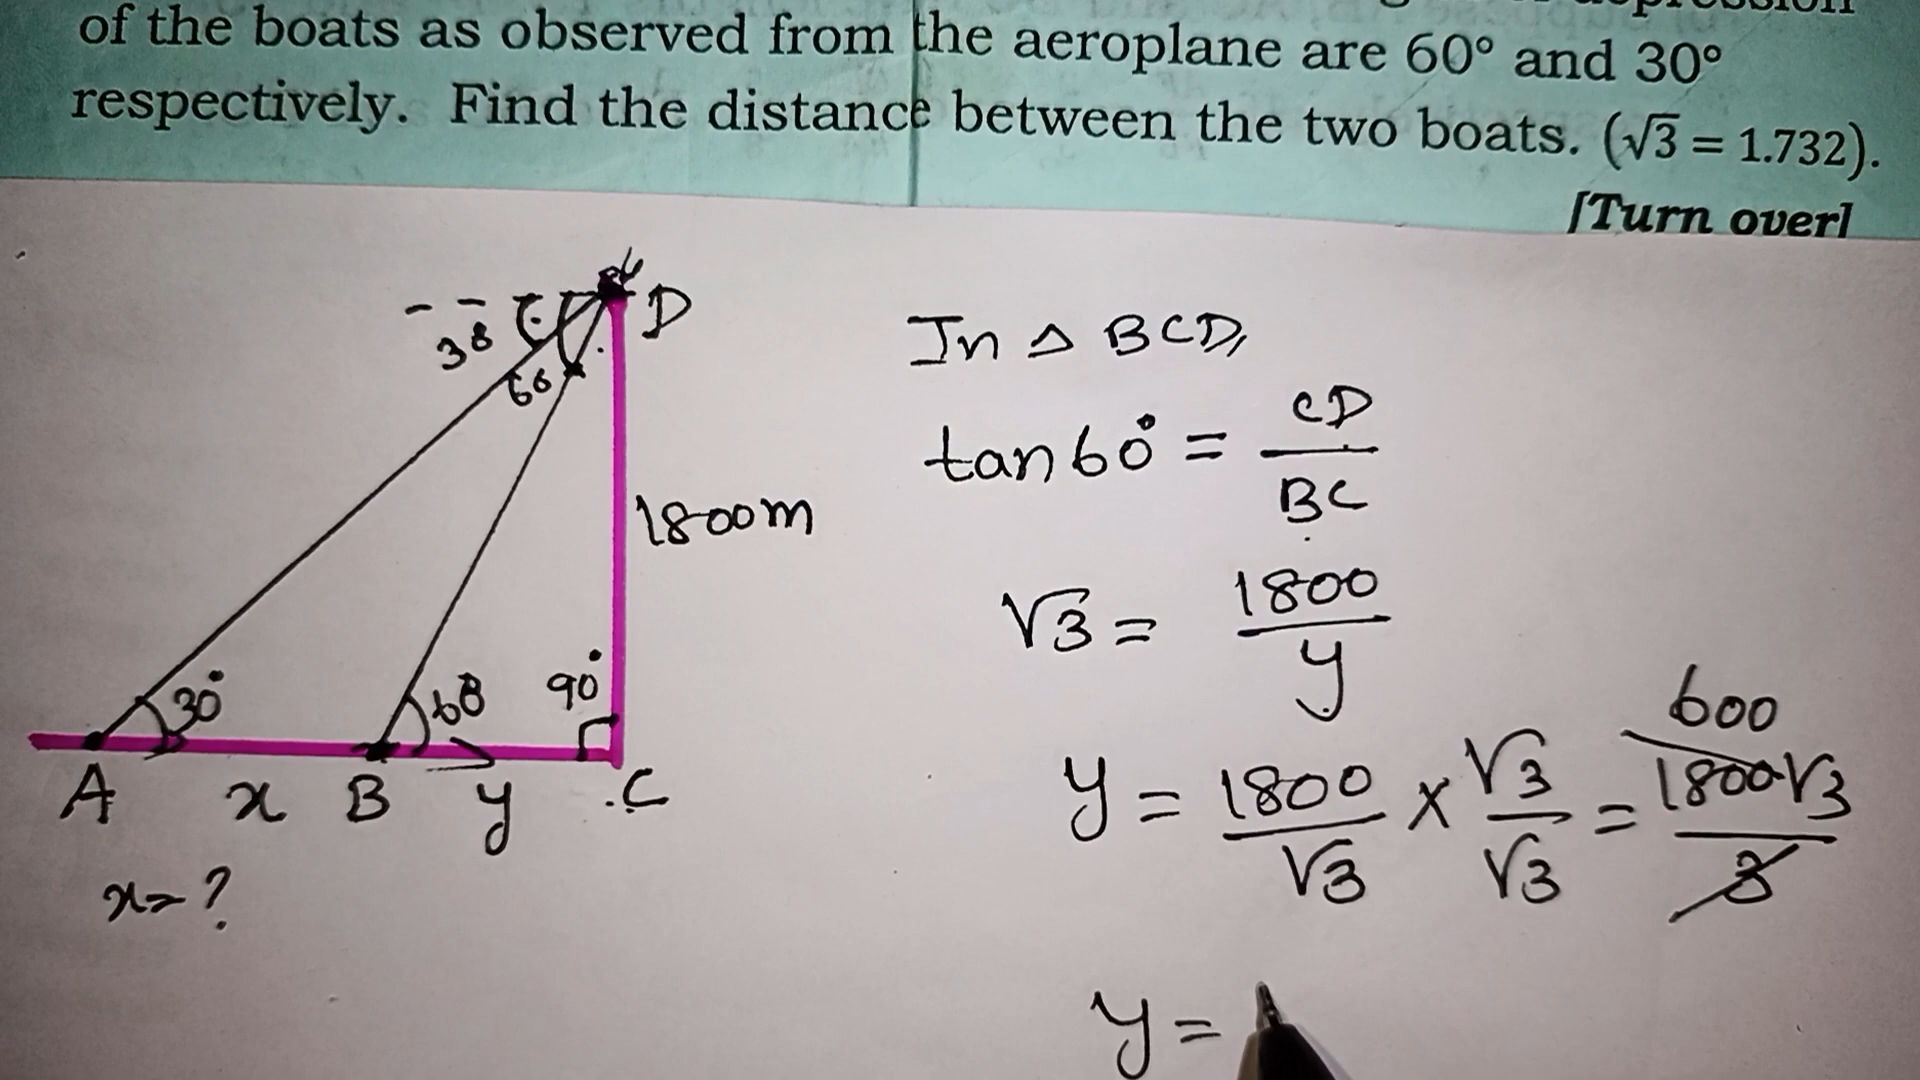 of the boats as observed from the aeroplane are 60° and 30°
respectively. Find the distance between the two boats. (√3 = 1.732).
[Turn over]
D
30°
60
1800m
30°
60°
90°
A x B y C
x = ?
In △ BCD,
tan 60° = CD / BC
√3 = 1800 / y
y = 1800/√3 × √3/√3 = 1800√3 / 3
600
y =